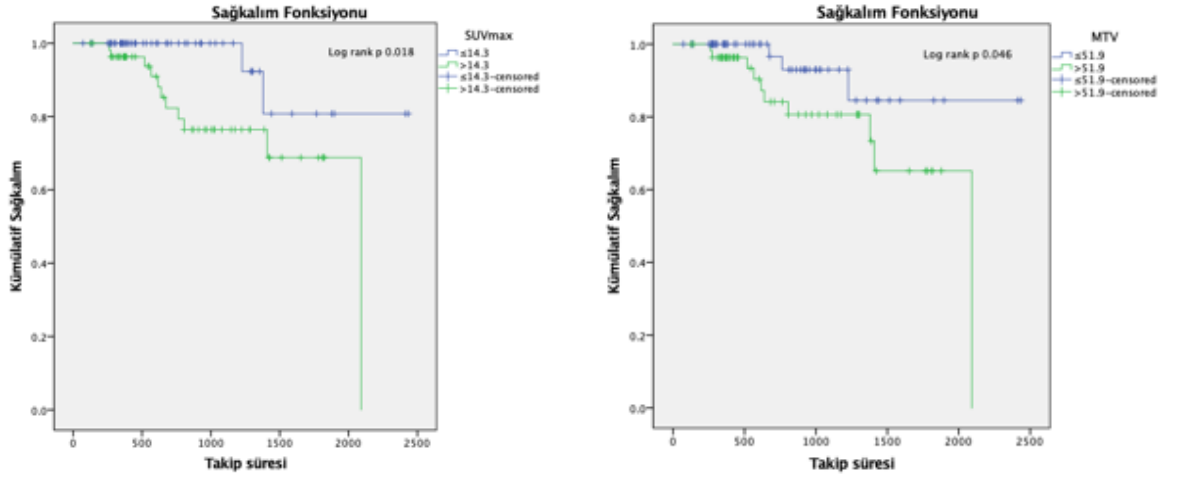 Sağkalım Fonksiyonu
Log rank p 0.018
SUVmax
≤14.3
>14.3
≤14.3-censored
>14.3-censored
Kümülatif Sağkalım
1.0
0.8
0.6
0.4
0.2
0.0
0 500 1000 1500 2000 2500
Takip süresi
Sağkalım Fonksiyonu
Log rank p 0.046
MTV
≤51.9
>51.9
≤51.9-censored
>51.9-censored
Kümülatif Sağkalım
1.0
0.8
0.6
0.4
0.2
0.0
0 500 1000 1500 2000 2500
Takip süresi